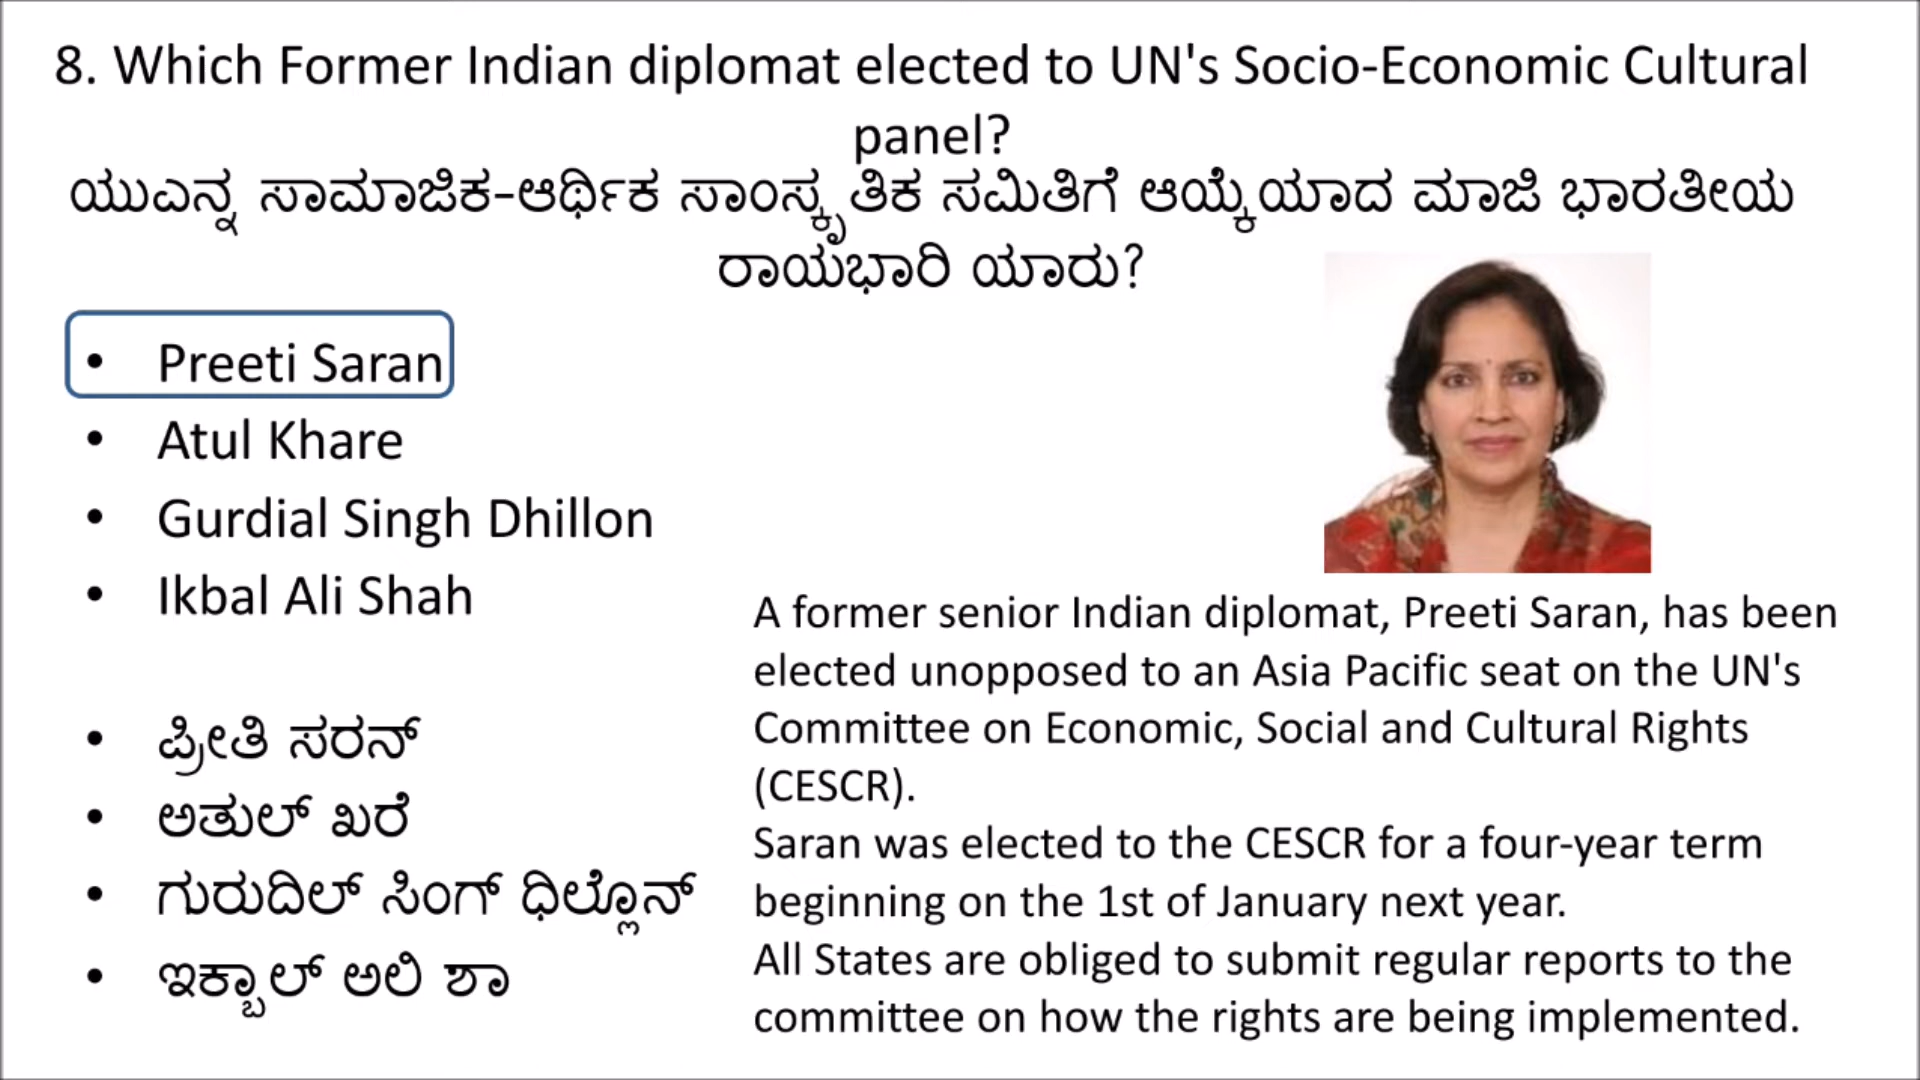 8. Which Former Indian diplomat elected to UN's Socio-Economic Cultural
panel?
ಯುಎನ್ನ ಸಾಮಾಜಿಕ-ಆರ್ಥಿಕ ಸಾಂಸ್ಕೃತಿಕ ಸಮಿತಿಗೆ ಆಯ್ಕೆಯಾದ ಮಾಜಿ ಭಾರತೀಯ
ರಾಯಭಾರಿ ಯಾರು?
• Preeti Saran
• Atul Khare
• Gurdial Singh Dhillon
• Ikbal Ali Shah
• ಪ್ರೀತಿ ಸರನ್
• ಅತುಲ್ ಖರೆ
• ಗುರುದಿಲ್ ಸಿಂಗ್ ಧಿಲ್ಲೊನ್
• ಇಕ್ಬಾಲ್ ಅಲಿ ಶಾ
A former senior Indian diplomat, Preeti Saran, has been
elected unopposed to an Asia Pacific seat on the UN's
Committee on Economic, Social and Cultural Rights
(CESCR).
Saran was elected to the CESCR for a four-year term
beginning on the 1st of January next year.
All States are obliged to submit regular reports to the
committee on how the rights are being implemented.